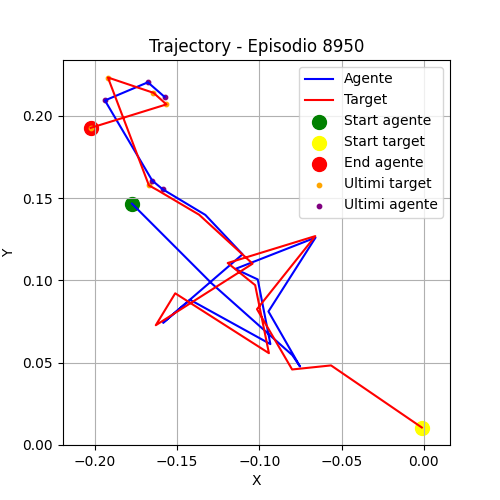 Trajectory - Episodio 8950
Agente
Target
Start agente
Start target
End agente
Ultimi target
Ultimi agente
Y
0.20
0.15
0.10
0.05
0.00
−0.20
−0.15
−0.10
−0.05
0.00
X